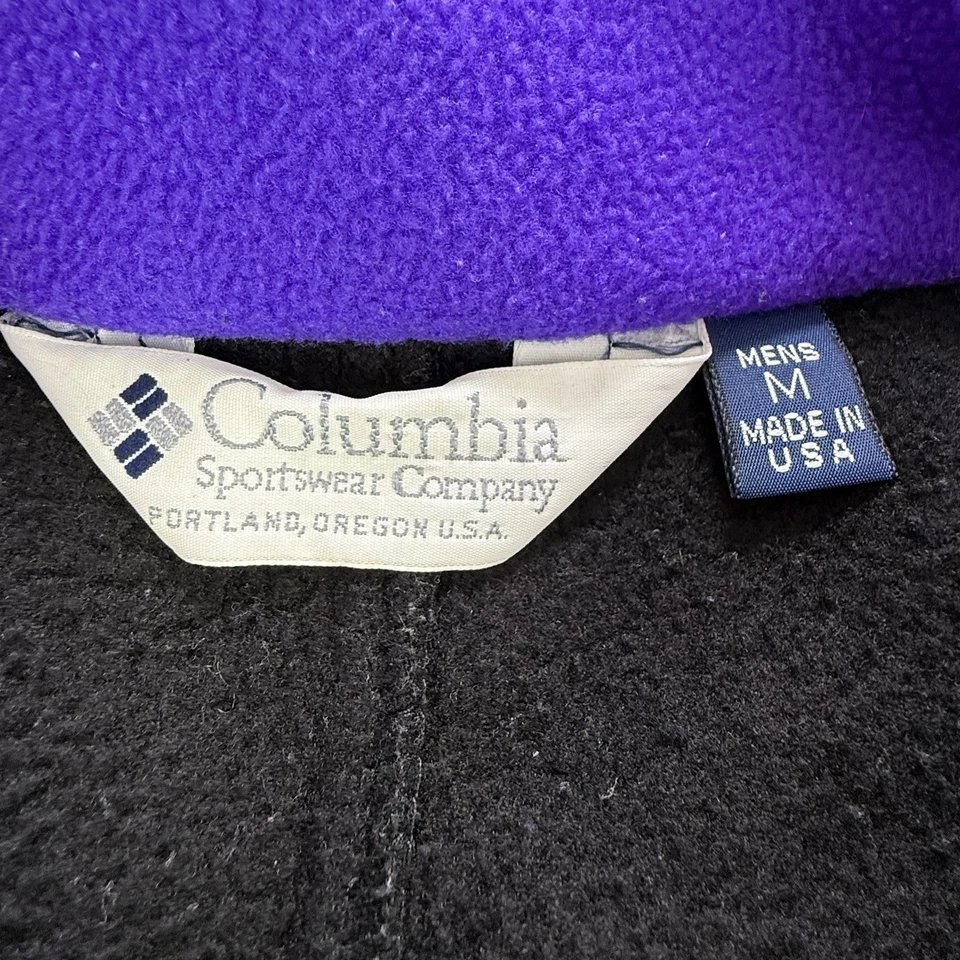 Columbia
Sportswear Company
PORTLAND, OREGON U.S.A.
MENS
M
MADE IN
USA